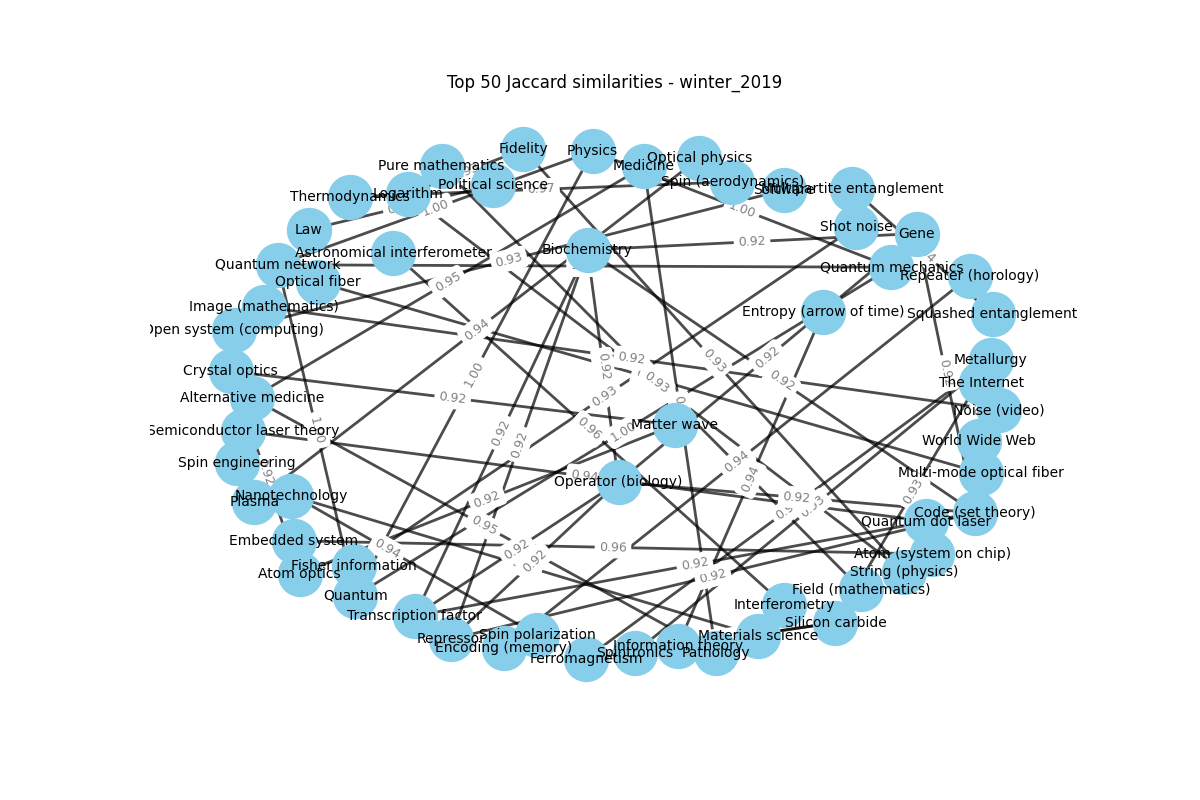 Top 50 Jaccard similarities - winter_2019
Fidelity
Physics
Optical physics
Pure mathematics
Medicine
Political science
Spin (aerodynamics)
Software
Multipartite entanglement
Thermodynamics
Logarithm
0.97
1.00
1.00
Law
Shot noise
Gene
Astronomical interferometer
Biochemistry
0.92
Quantum network
0.93
Quantum mechanics
Repeater (horology)
Optical fiber
0.95
Image (mathematics)
Entropy (arrow of time)
Squashed entanglement
Open system (computing)
0.94
0.92
0.92
0.93
0.92
Metallurgy
Crystal optics
1.00
0.92
0.93
0.92
The Internet
Alternative medicine
0.92
0.93
Noise (video)
Semiconductor laser theory
0.96
1.00
Matter wave
0.92
0.92
World Wide Web
Spin engineering
0.94
0.94
Multi-mode optical fiber
Operator (biology)
0.94
Plasma
Nanotechnology
0.92
0.92
0.93
Code (set theory)
Quantum dot laser
0.95
Embedded system
0.94
0.92
0.96
Atom (system on chip)
0.92
0.92
Fisher information
Atom optics
0.92
String (physics)
Quantum
Field (mathematics)
Interferometry
Transcription factor
Silicon carbide
Repressor
Spin polarization
Materials science
Encoding (memory)
Information theory
Ferromagnetism
Spintronics
Pathology